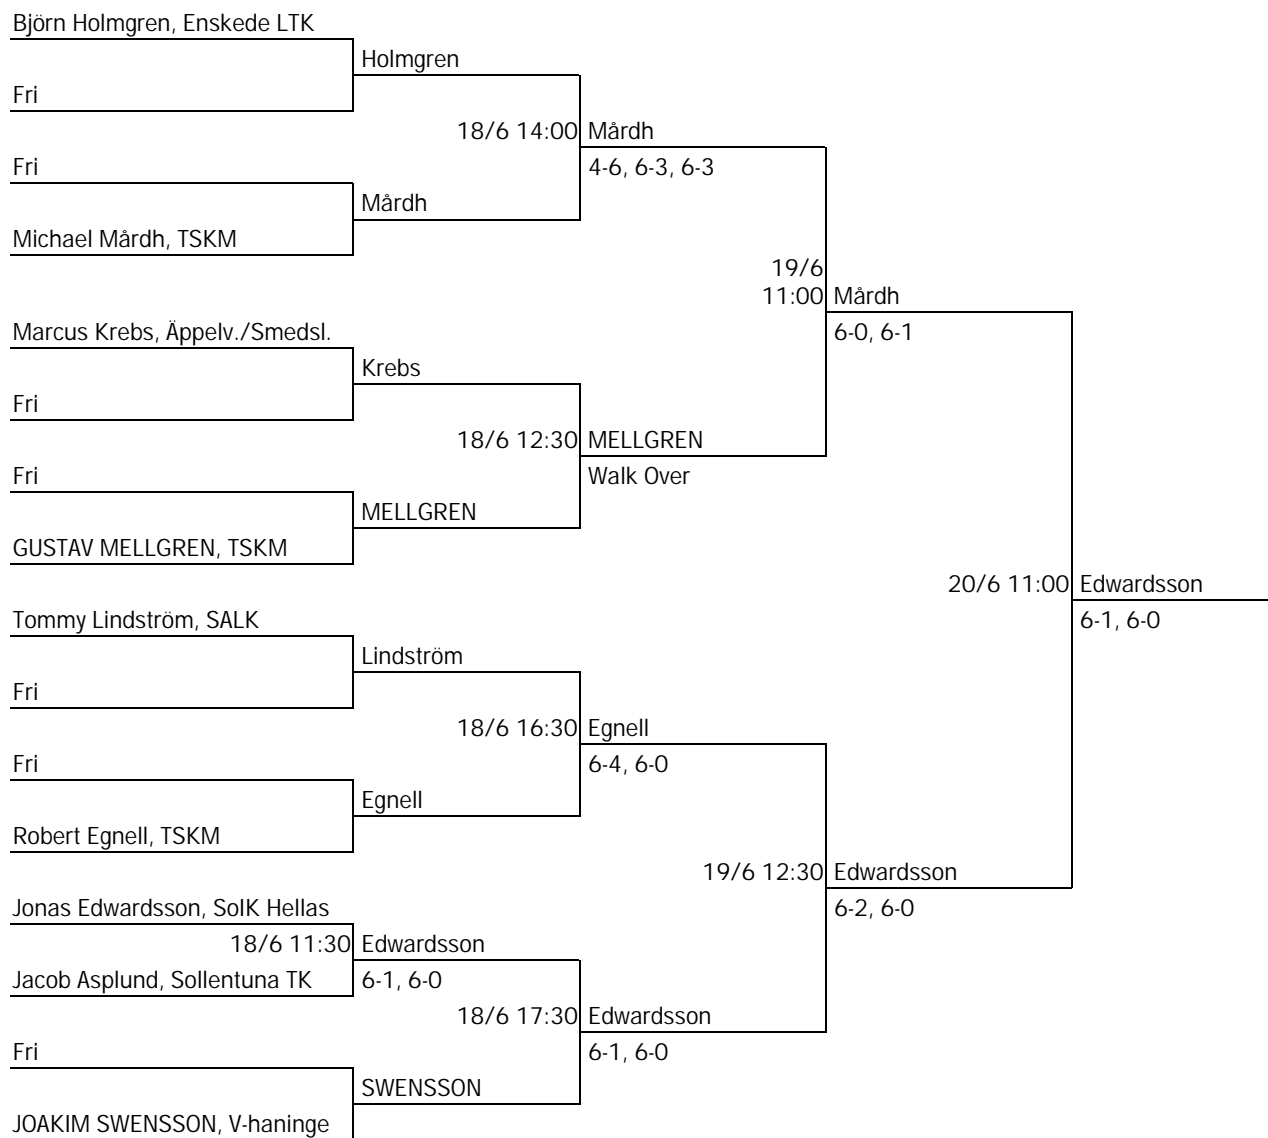 Björn Holmgren, Enskede LTK
Holmgren
Fri
18/6 14:00 Mårdh
Fri
4-6, 6-3, 6-3
Mårdh
Michael Mårdh, TSKM
19/6
11:00 Mårdh
Marcus Krebs, Äppelv./Smedsl.
6-0, 6-1
Krebs
Fri
18/6 12:30 MELLGREN
Fri
Walk Over
MELLGREN
GUSTAV MELLGREN, TSKM
20/6 11:00 Edwardsson
Tommy Lindström, SALK
6-1, 6-0
Lindström
Fri
18/6 16:30 Egnell
Fri
6-4, 6-0
Egnell
Robert Egnell, TSKM
19/6 12:30 Edwardsson
Jonas Edwardsson, SoIK Hellas
6-2, 6-0
18/6 11:30 Edwardsson
Jacob Asplund, Sollentuna TK
6-1, 6-0
18/6 17:30 Edwardsson
Fri
6-1, 6-0
SWENSSON
JOAKIM SWENSSON, V-haninge